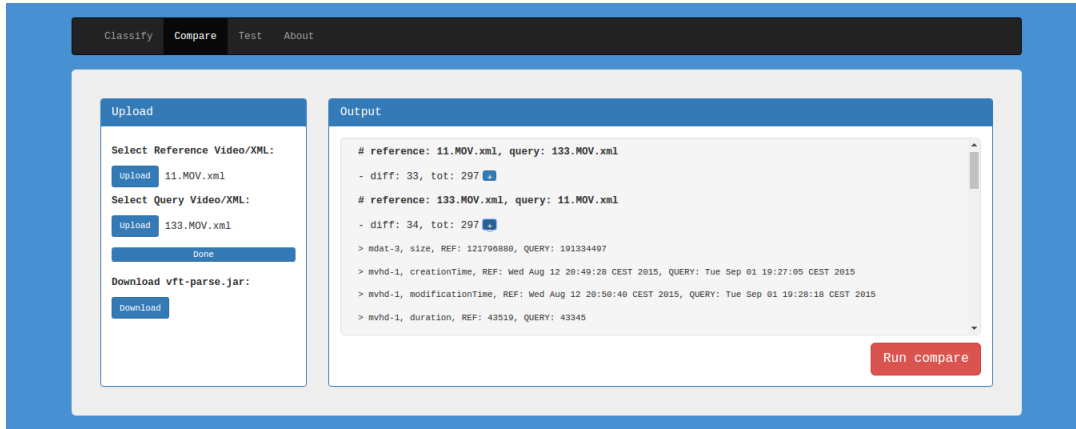 Classify Compare Test About
Upload
Select Reference Video/XML:
Upload 11.MOV.xml
Select Query Video/XML:
Upload 133.MOV.xml
Done
Download vft-parse.jar:
Download
Output
# reference: 11.MOV.xml, query: 133.MOV.xml
- diff: 33, tot: 297 +
# reference: 133.MOV.xml, query: 11.MOV.xml
- diff: 34, tot: 297 +
> mdat-3, size, REF: 121796880, QUERY: 191334497
> mvhd-1, creationTime, REF: Wed Aug 12 20:49:28 CEST 2015, QUERY: Tue Sep 01 19:27:05 CEST 2015
> mvhd-1, modificationTime, REF: Wed Aug 12 20:50:40 CEST 2015, QUERY: Tue Sep 01 19:28:18 CEST 2015
> mvhd-1, duration, REF: 43519, QUERY: 43345
Run compare